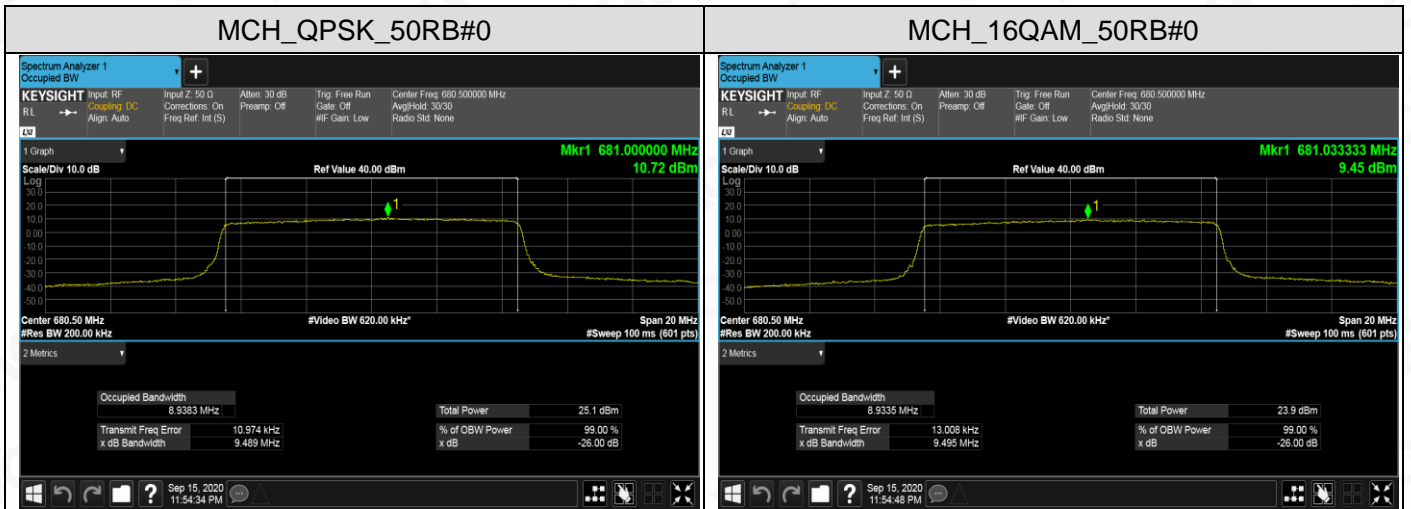 MCH_QPSK_50RB#0
Spectrum Analyzer 1
Occupied BW
+
KEYSIGHT Input: RF Input Z: 50 Ω Atten: 30 dB Trig: Free Run Center Freq: 680.500000 MHz
Coupling: DC Corrections: On Preamp: Off Gate: Off Avg|Hold: 30/30
RL Align: Auto Freq Ref: Int (S) #IF Gain: Low Radio Std: None
LXI
1 Graph Mkr1 681.000000 MHz
Scale/Div 10.0 dB Ref Value 40.00 dBm 10.72 dBm
Log
30.0
20.0
1
10.0
0.00
-10.0
-20.0
-30.0
-40.0
-50.0
Center 680.50 MHz #Video BW 620.00 kHz* Span 20 MHz
#Res BW 200.00 kHz #Sweep 100 ms (601 pts)
2 Metrics
Occupied Bandwidth
8.9383 MHz Total Power 25.1 dBm
Transmit Freq Error 10.974 kHz % of OBW Power 99.00 %
x dB Bandwidth 9.489 MHz x dB -26.00 dB
? Sep 15, 2020
11:54:34 PM
MCH_16QAM_50RB#0
Spectrum Analyzer 1
Occupied BW
+
KEYSIGHT Input: RF Input Z: 50 Ω Atten: 30 dB Trig: Free Run Center Freq: 680.500000 MHz
Coupling: DC Corrections: On Preamp: Off Gate: Off Avg|Hold: 30/30
RL Align: Auto Freq Ref: Int (S) #IF Gain: Low Radio Std: None
LXI
1 Graph Mkr1 681.033333 MHz
Scale/Div 10.0 dB Ref Value 40.00 dBm 9.45 dBm
Log
30.0
20.0
1
10.0
0.00
-10.0
-20.0
-30.0
-40.0
-50.0
Center 680.50 MHz #Video BW 620.00 kHz* Span 20 MHz
#Res BW 200.00 kHz #Sweep 100 ms (601 pts)
2 Metrics
Occupied Bandwidth
8.9335 MHz Total Power 23.9 dBm
Transmit Freq Error 13.008 kHz % of OBW Power 99.00 %
x dB Bandwidth 9.495 MHz x dB -26.00 dB
? Sep 15, 2020
11:54:48 PM